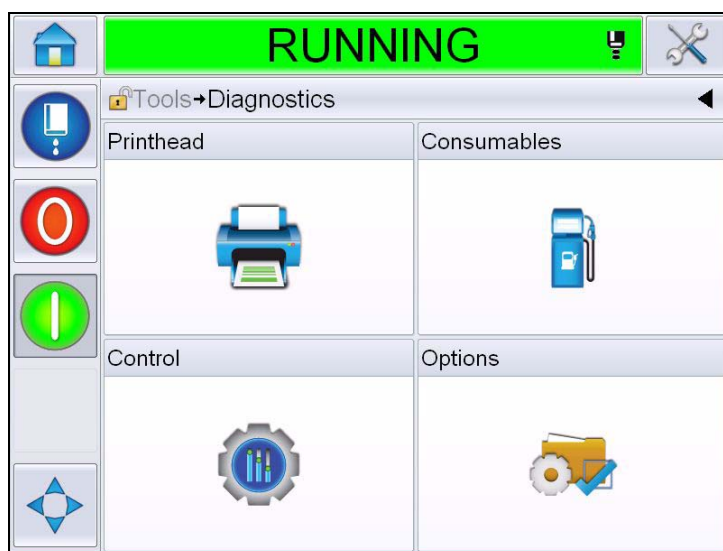 RUNNING
Tools→Diagnostics
Printhead
Consumables
Control
Options